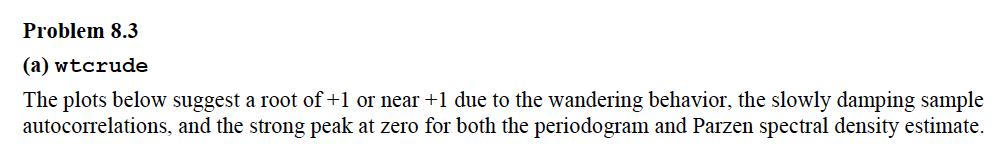 Problem 8.3
(a) wtcrude
The plots below suggest a root of +1 or near +1 due to the wandering behavior, the slowly damping sample
autocorrelations, and the strong peak at zero for both the periodogram and Parzen spectral density estimate.